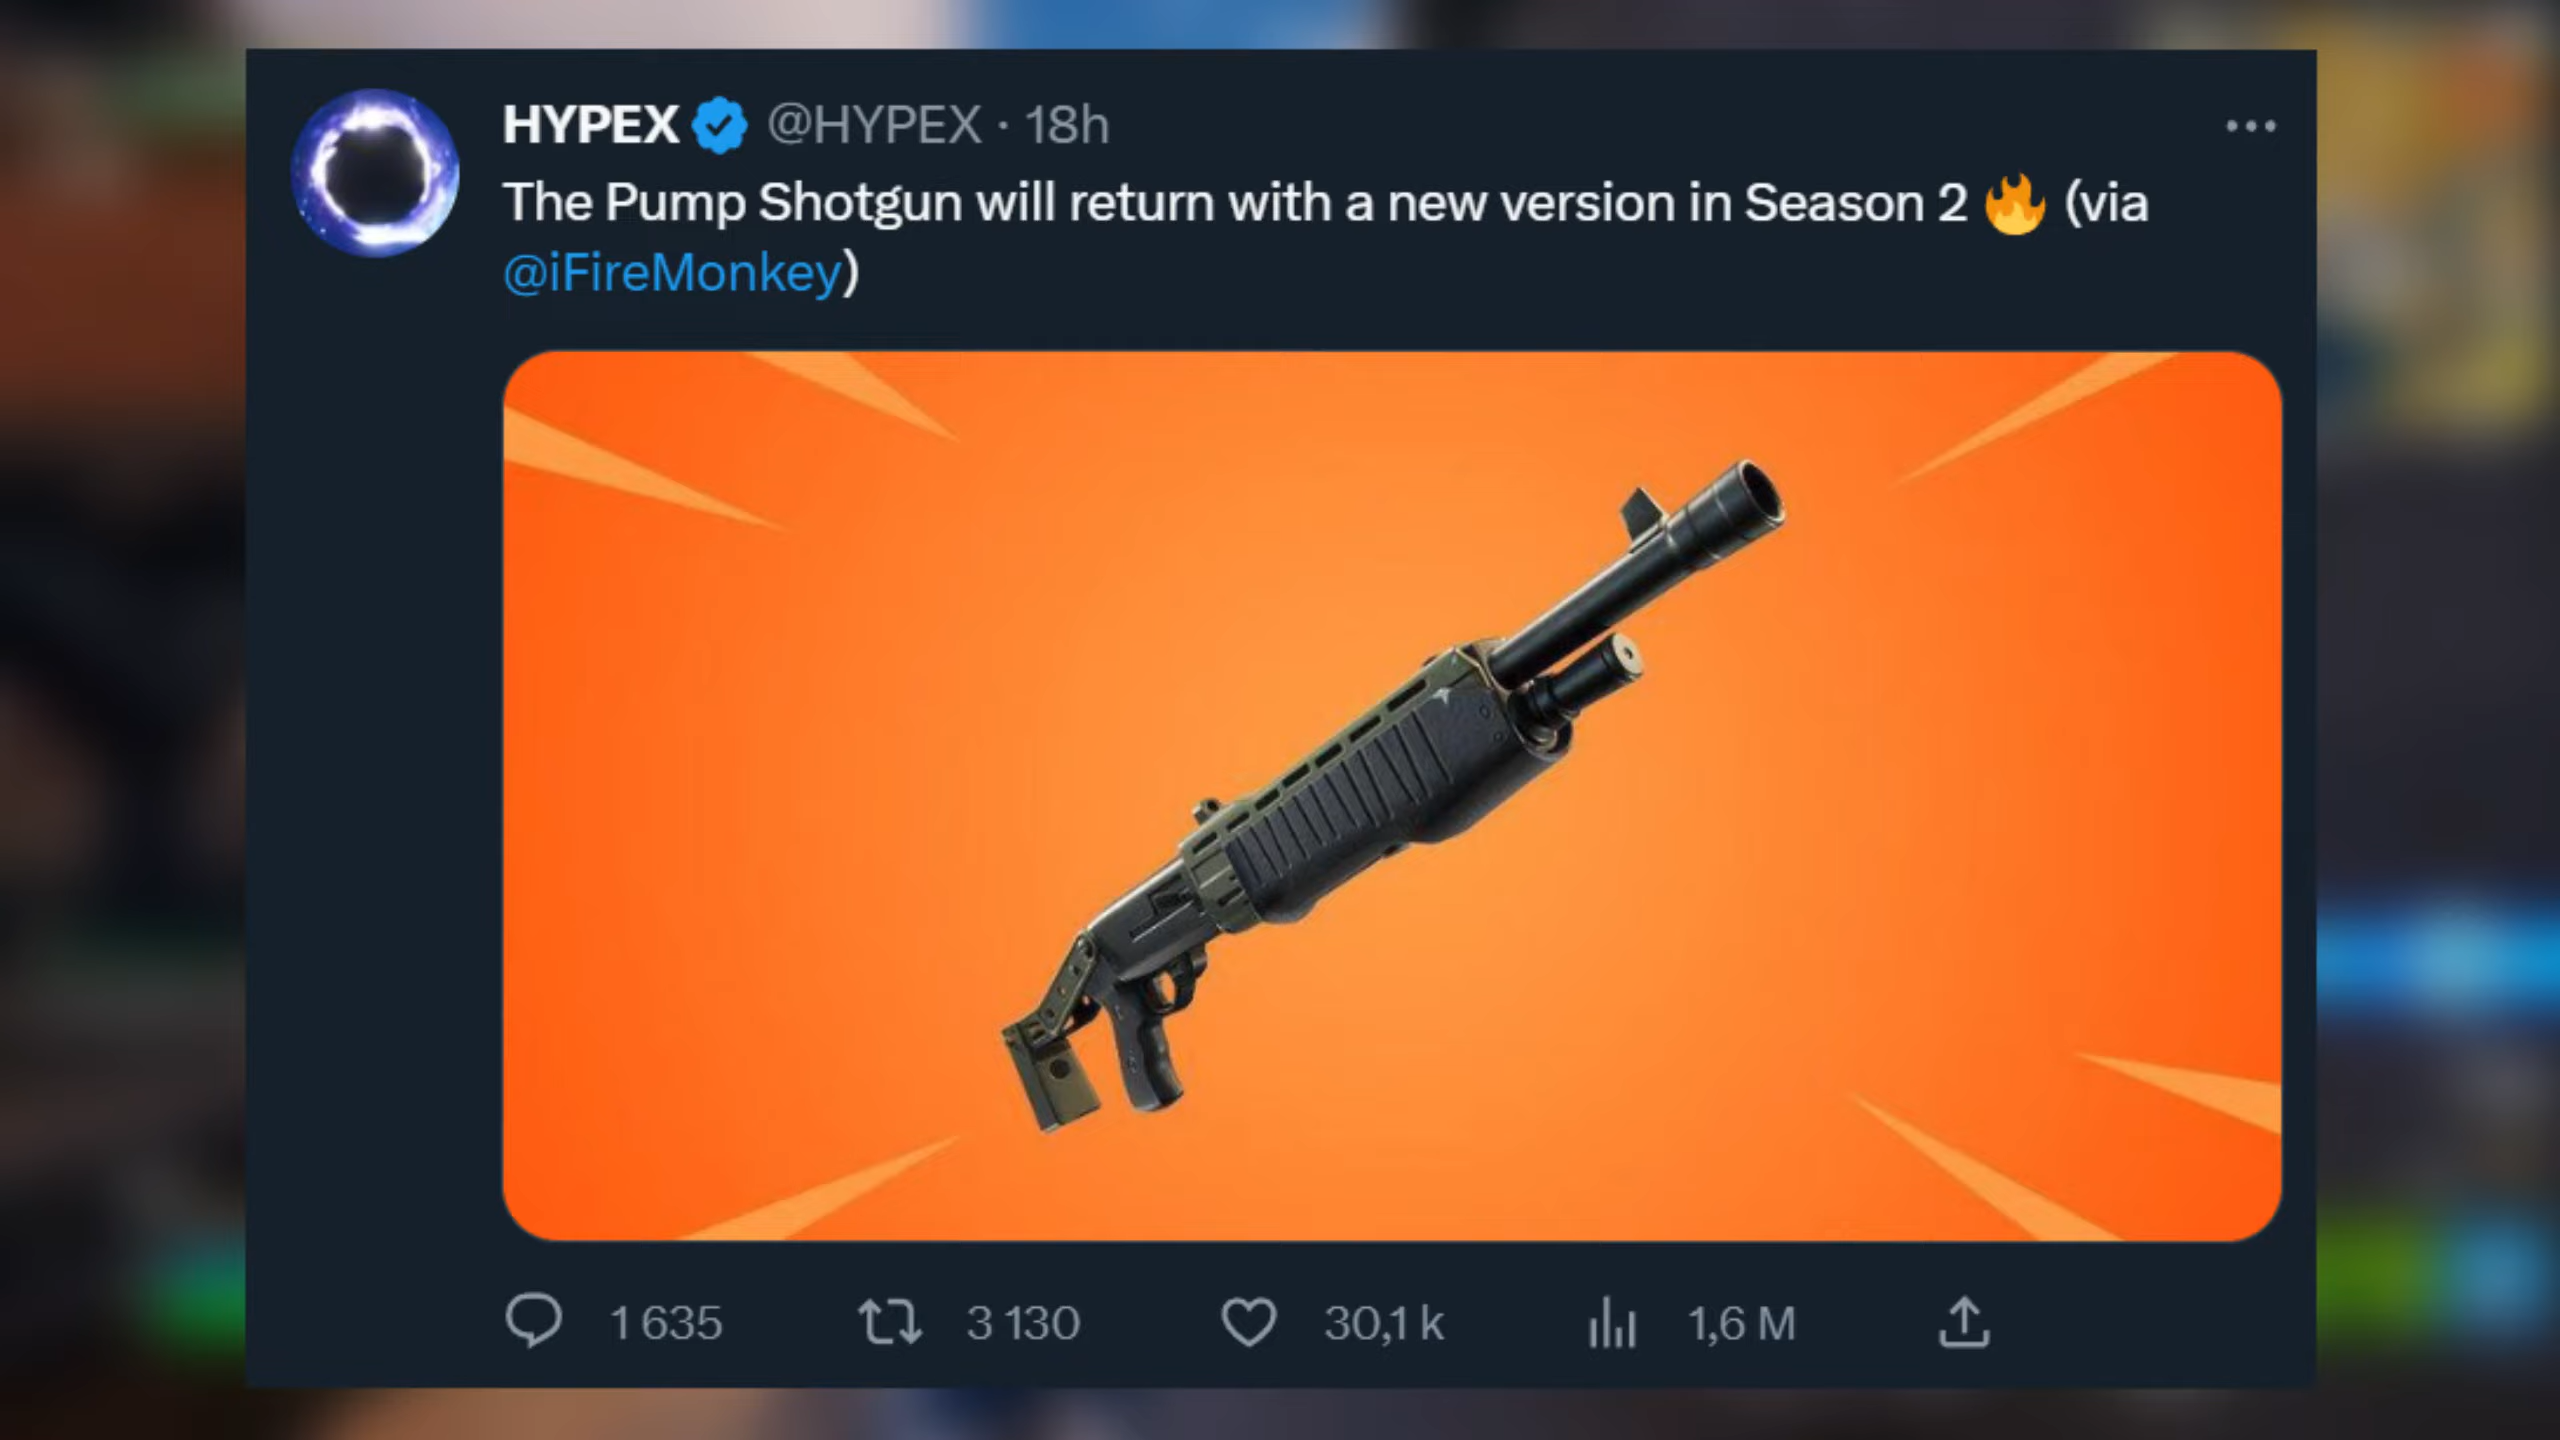 HYPEX @HYPEX · 18h
The Pump Shotgun will return with a new version in Season 2 🔥 (via
@iFireMonkey)
1 635 3 130 30,1 k 1,6 M